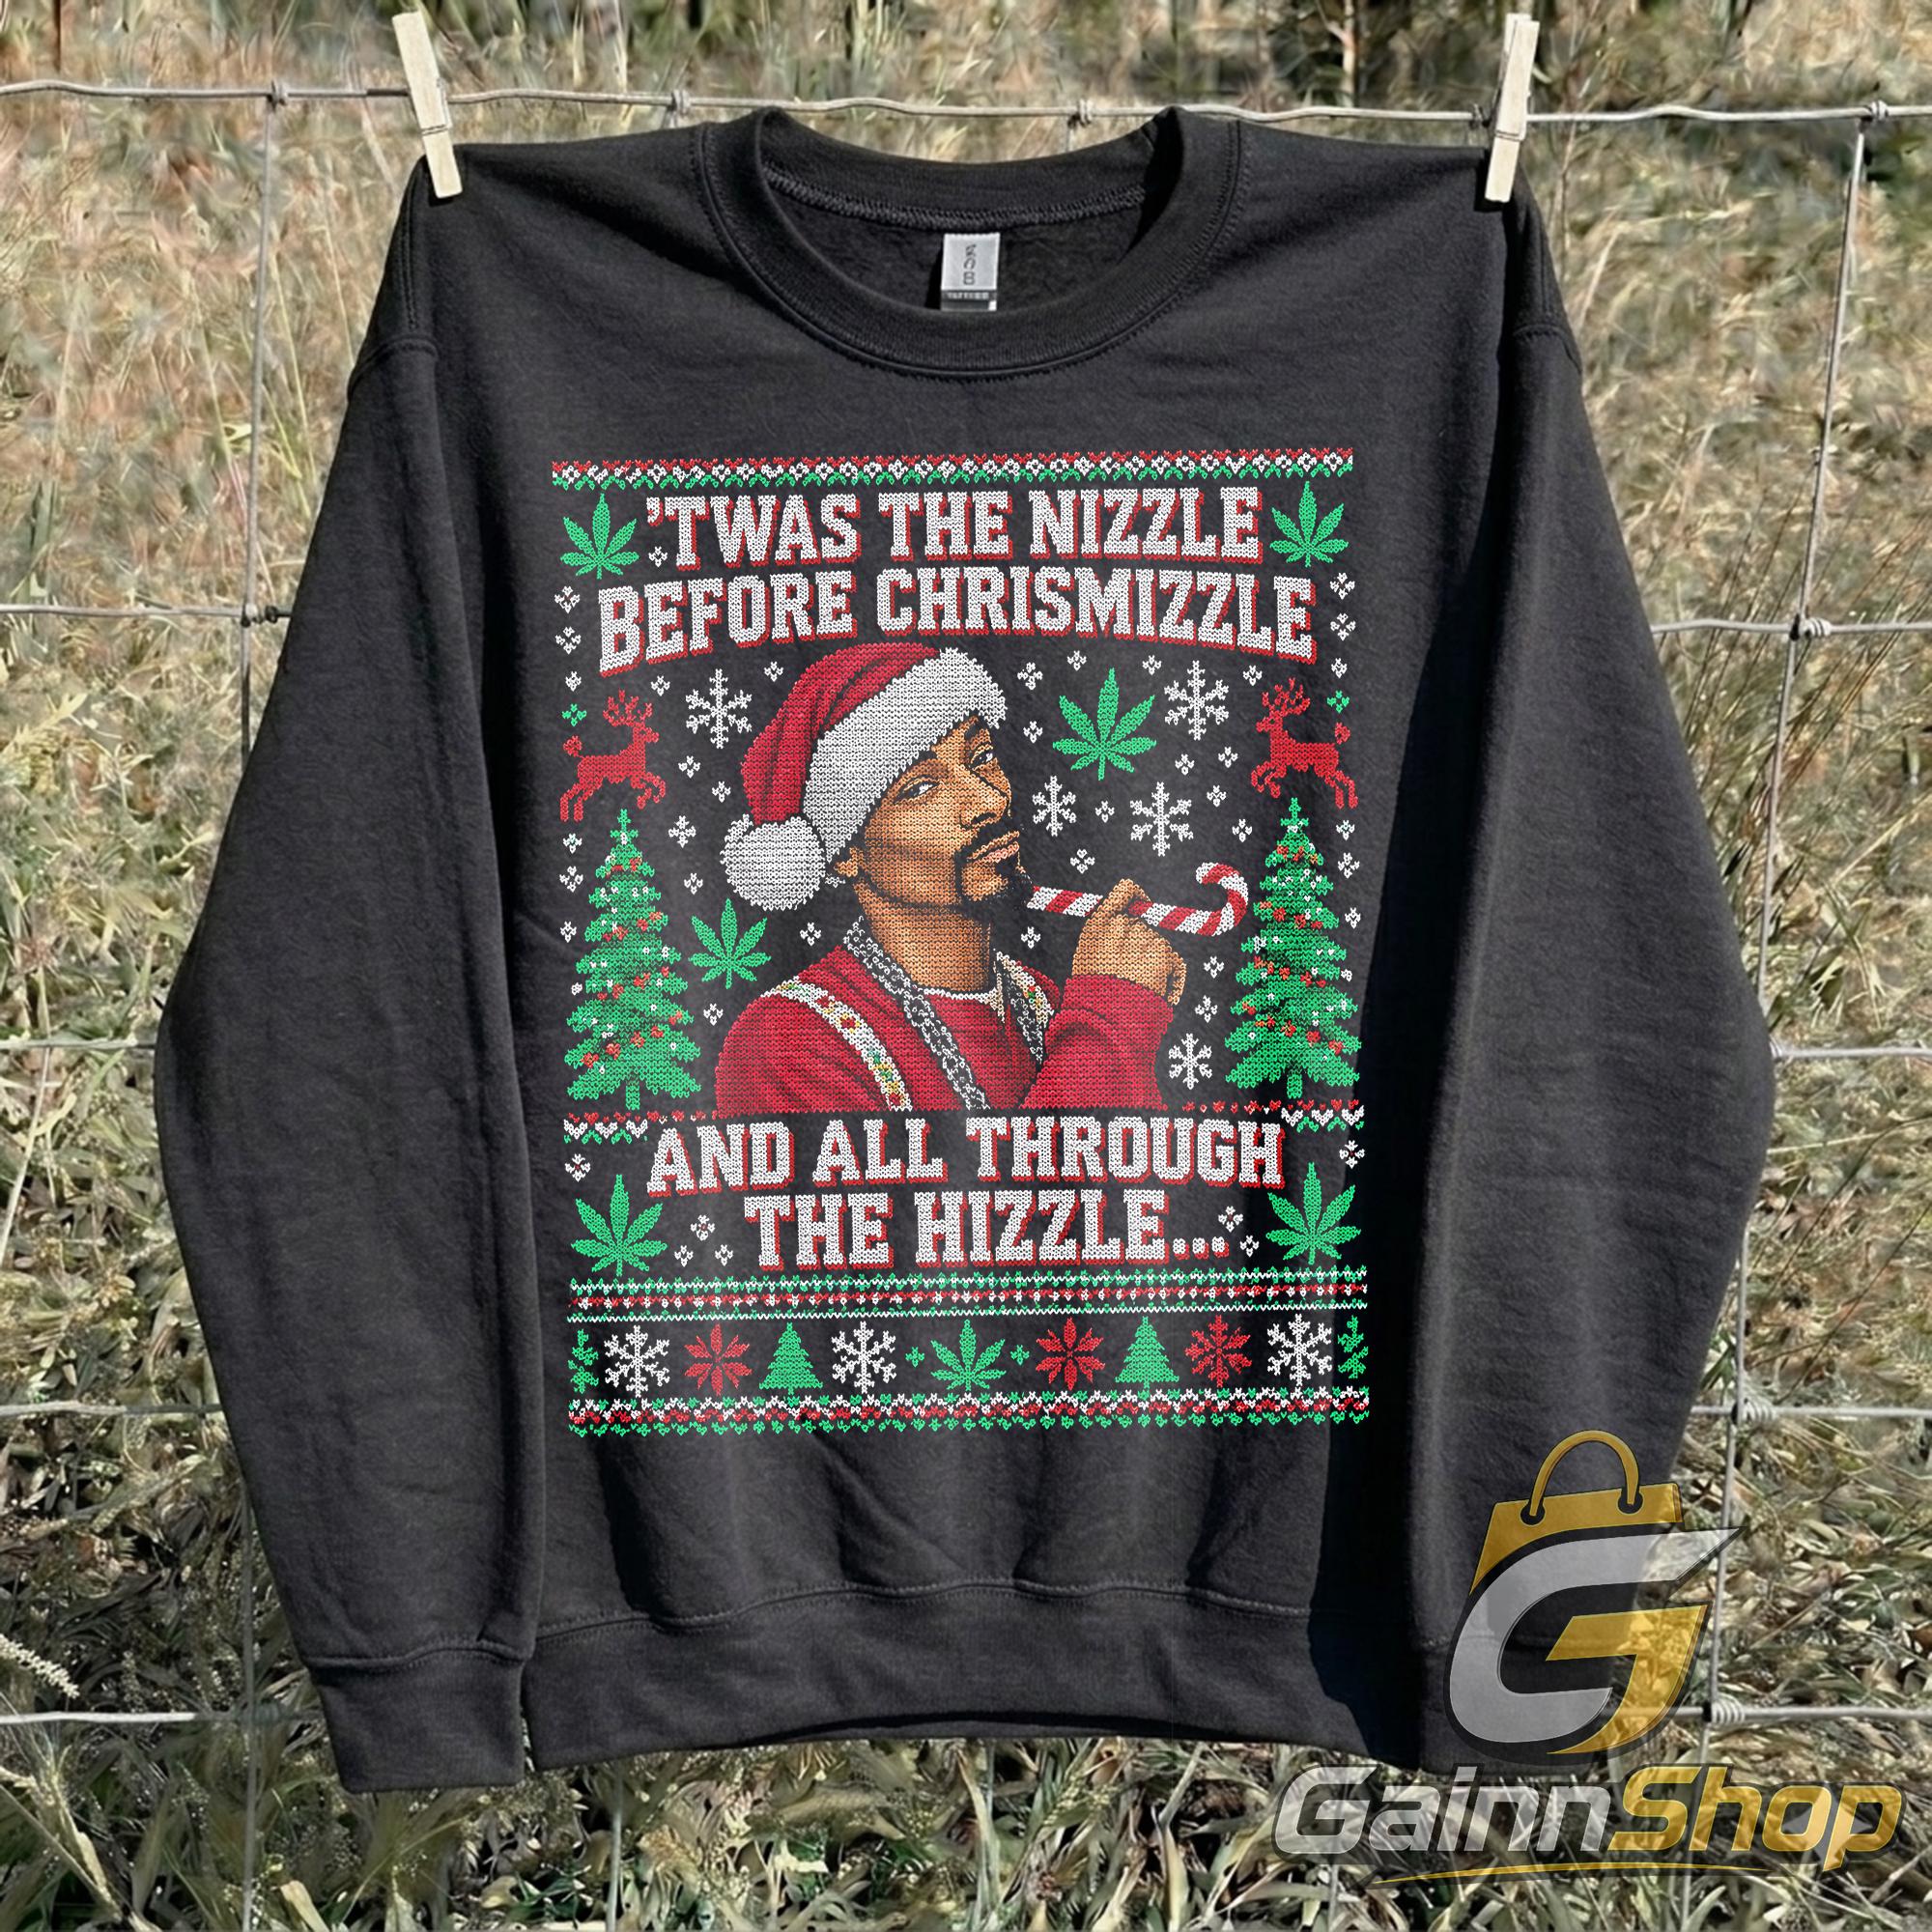 ’TWAS THE NIZZLE
BEFORE CHRISMIZZLE
AND ALL THROUGH
THE HIZZLE...
GainnShop